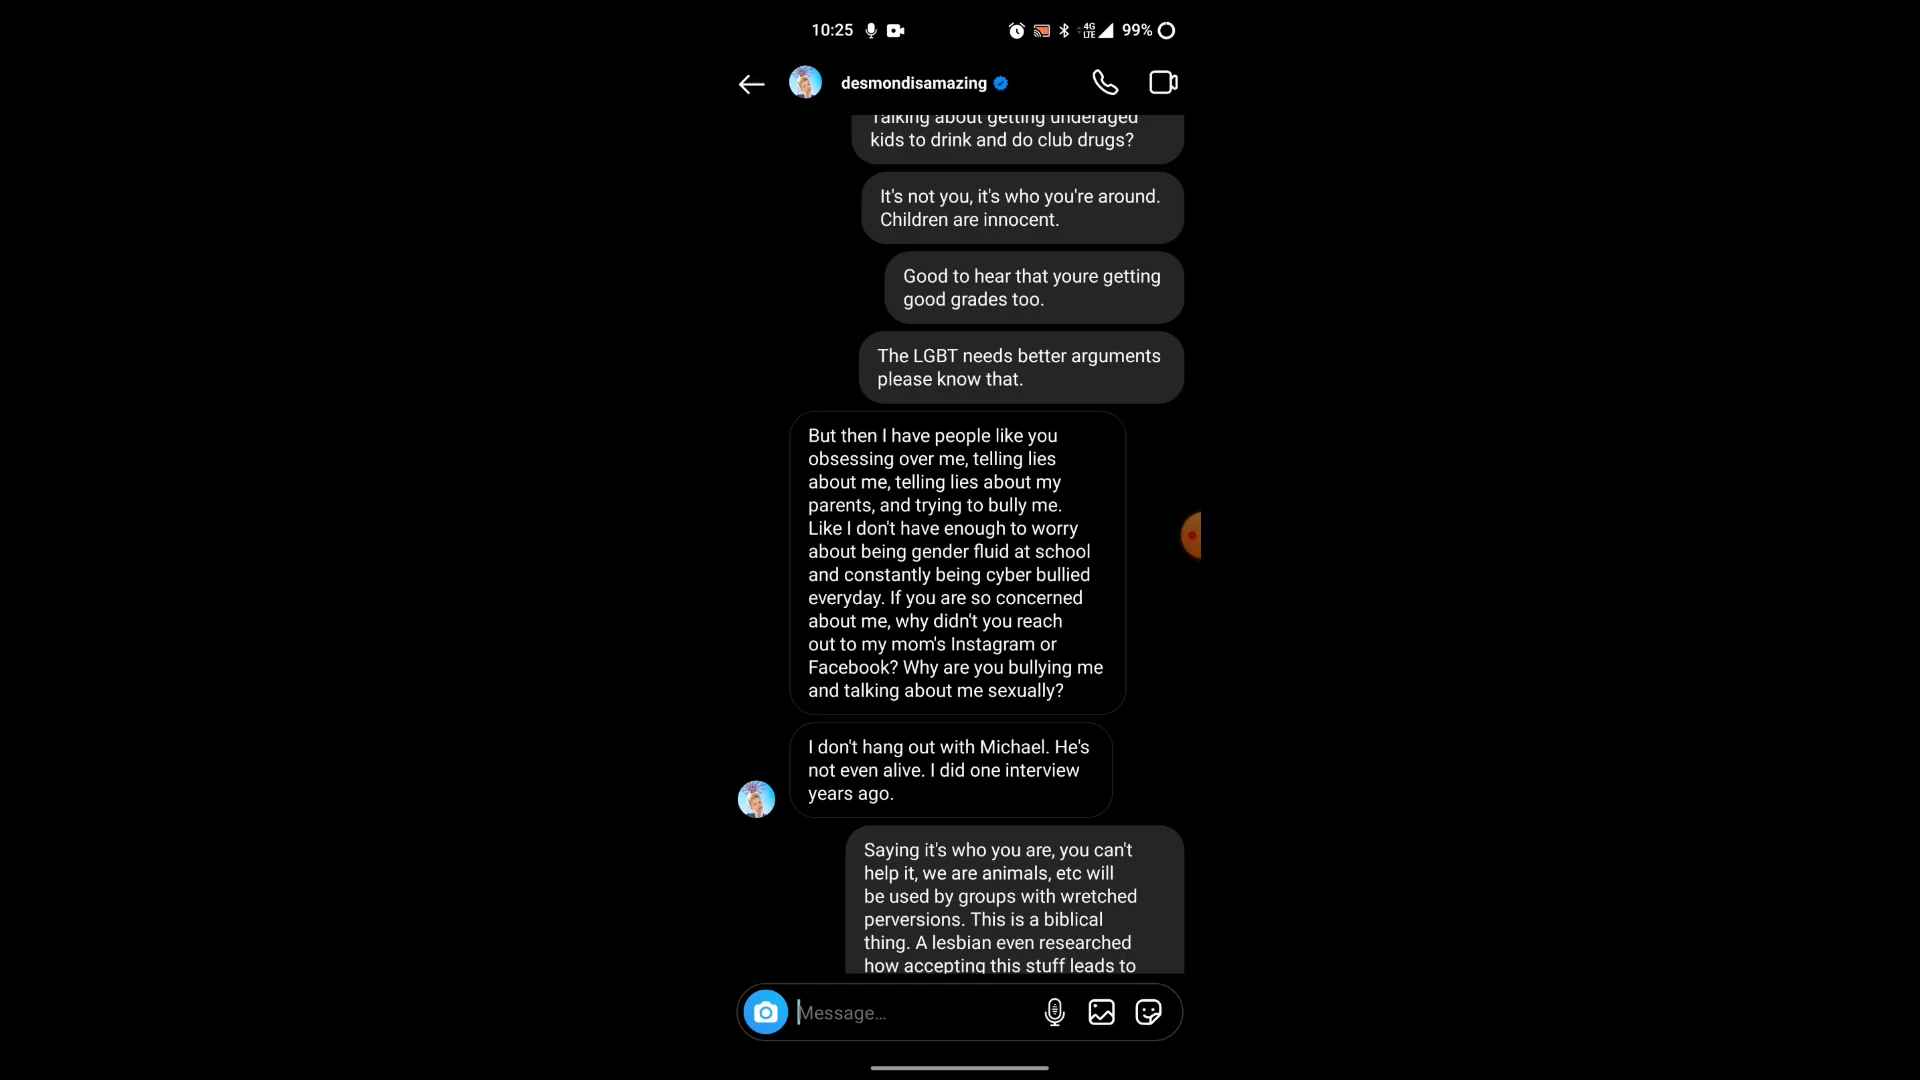 10:25
4G
LTE
99%
desmondisamazing
Talking about getting underaged
kids to drink and do club drugs?
It's not you, it's who you're around.
Children are innocent.
Good to hear that youre getting
good grades too.
The LGBT needs better arguments
please know that.
But then I have people like you
obsessing over me, telling lies
about me, telling lies about my
parents, and trying to bully me.
Like I don't have enough to worry
about being gender fluid at school
and constantly being cyber bullied
everyday. If you are so concerned
about me, why didn't you reach
out to my mom's Instagram or
Facebook? Why are you bullying me
and talking about me sexually?
I don't hang out with Michael. He's
not even alive. I did one interview
years ago.
Saying it's who you are, you can't
help it, we are animals, etc will
be used by groups with wretched
perversions. This is a biblical
thing. A lesbian even researched
how accepting this stuff leads to
Message...